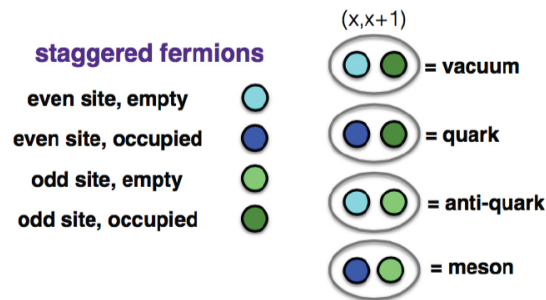 (x,x+1)
staggered fermions
= vacuum
even site, empty
even site, occupied
= quark
odd site, empty
= anti-quark
odd site, occupied
= meson